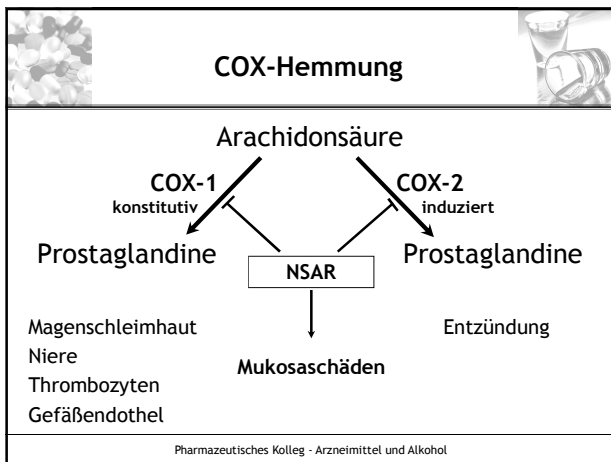 COX-Hemmung
Arachidonsäure
COX-1
konstitutiv
COX-2
induziert
Prostaglandine
Prostaglandine
NSAR
Magenschleimhaut
Niere
Thrombozyten
Gefäßendothel
Mukosaschäden
Entzündung
Pharmazeutisches Kolleg - Arzneimittel und Alkohol